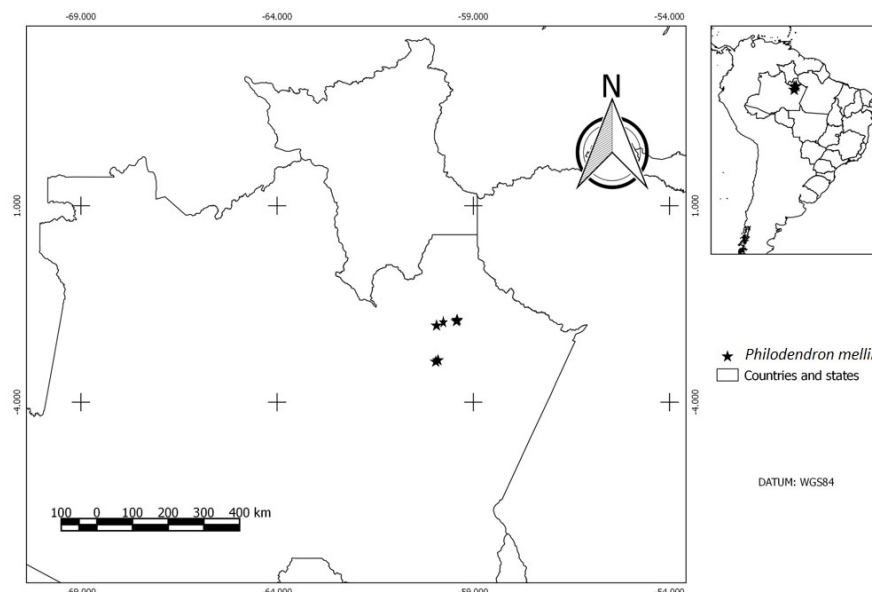 -69.000 -64.000 -59.000 -54.000
N
1.000 1.000
-4.000 -4.000
Philodendron melli
Countries and states
DATUM: WGS84
100 0 100 200 300 400 km
-69.000 -64.000 -59.000 -54.000